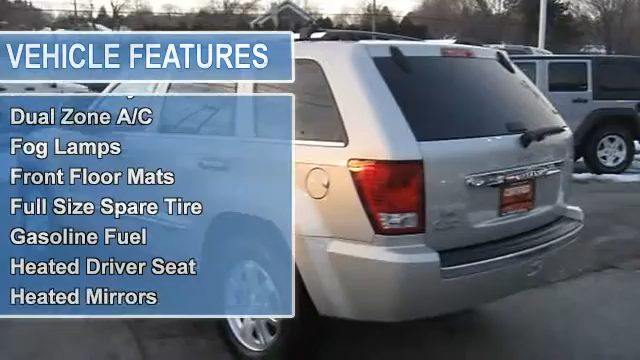 VEHICLE FEATURES
Dual Zone A/C
Fog Lamps
Front Floor Mats
Full Size Spare Tire
Gasoline Fuel
Heated Driver Seat
Heated Mirrors